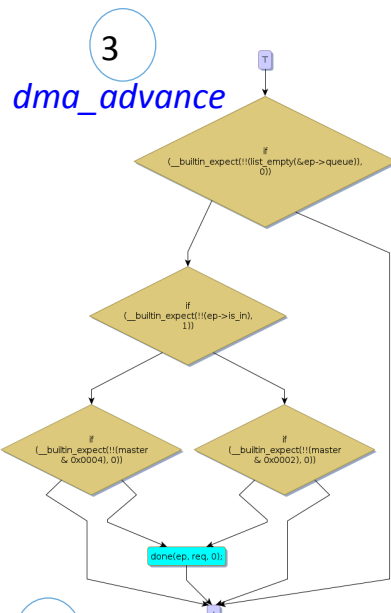 3
dma_advance
T
if
(__builtin_expect(!!(list_empty(&ep->queue)),
0))
if
(__builtin_expect(!!(ep->is_in),
1))
if
(__builtin_expect(!!(master
& 0x0004), 0))
if
(__builtin_expect(!!(master
& 0x0002), 0))
done(ep, req, 0);